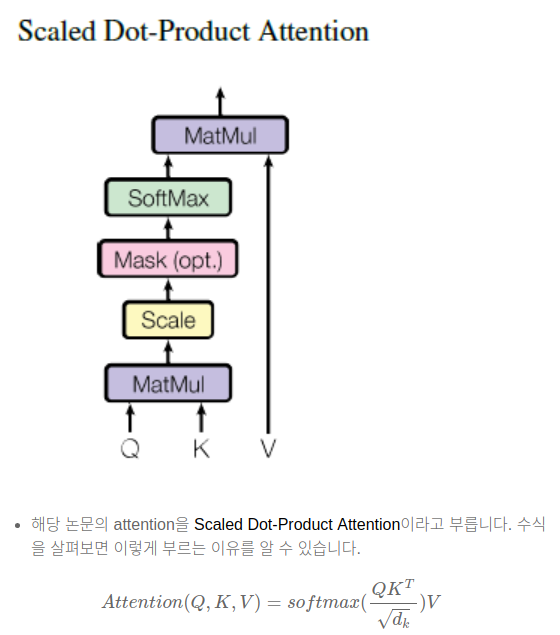 Scaled Dot-Product Attention
MatMul
SoftMax
Mask (opt.)
Scale
MatMul
Q K V
• 해당 논문의 attention을 Scaled Dot-Product Attention이라고 부릅니다. 수식
을 살펴보면 이렇게 부르는 이유를 알 수 있습니다.
Attention(Q, K, V) = softmax(\frac{QK^T}{\sqrt{d_k}})V